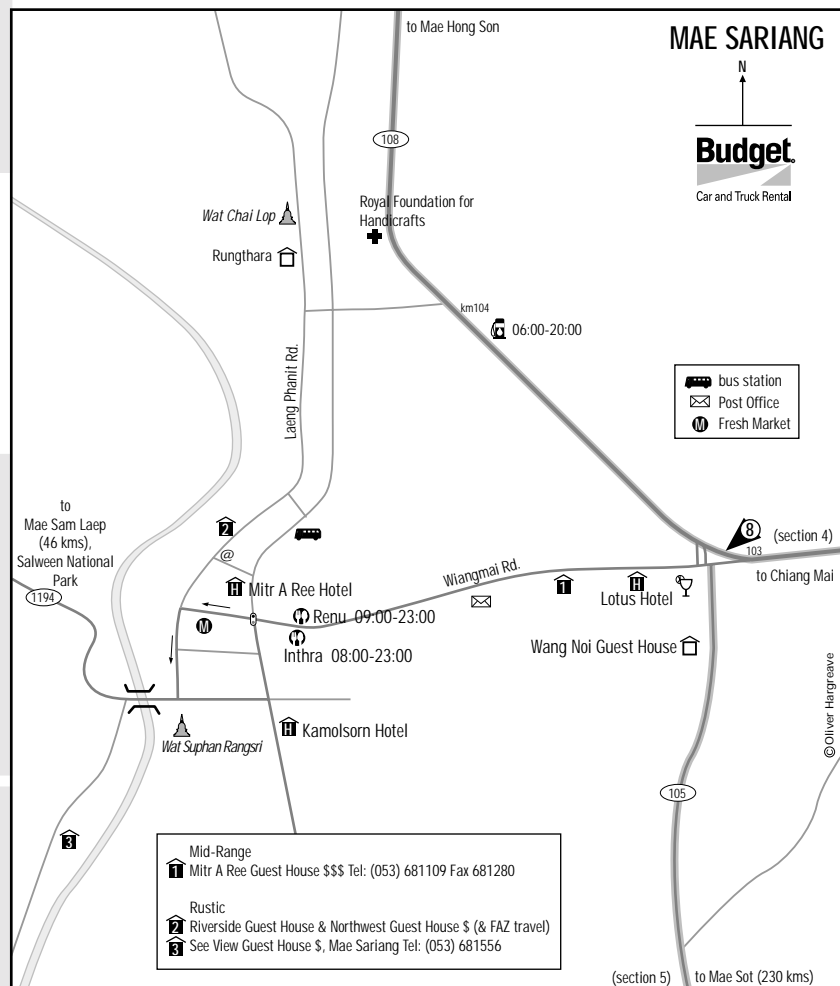 to Mae Hong Son
MAE SARIANG
N
Budget®
Car and Truck Rental
108
Wat Chai Lop
Royal Foundation for
Handicrafts
Rungthara
km104
06:00-20:00
Laeng Phanit Rd.
bus station
Post Office
M Fresh Market
to
Mae Sam Laep
(46 kms),
Salween National
Park
1194
2
@
8
(section 4)
103
to Chiang Mai
Wiangmai Rd.
H Mitr A Ree Hotel
1
H
Lotus Hotel
M
Renu 09:00-23:00
Inthra 08:00-23:00
Wang Noi Guest House
©Oliver Hargreave
Wat Suphan Rangsri
H Kamolsorn Hotel
105
3
Mid-Range
1 Mitr A Ree Guest House $$$ Tel: (053) 681109 Fax 681280
Rustic
2 Riverside Guest House & Northwest Guest House $ (& FAZ travel)
3 See View Guest House $, Mae Sariang Tel: (053) 681556
(section 5)
to Mae Sot (230 kms)